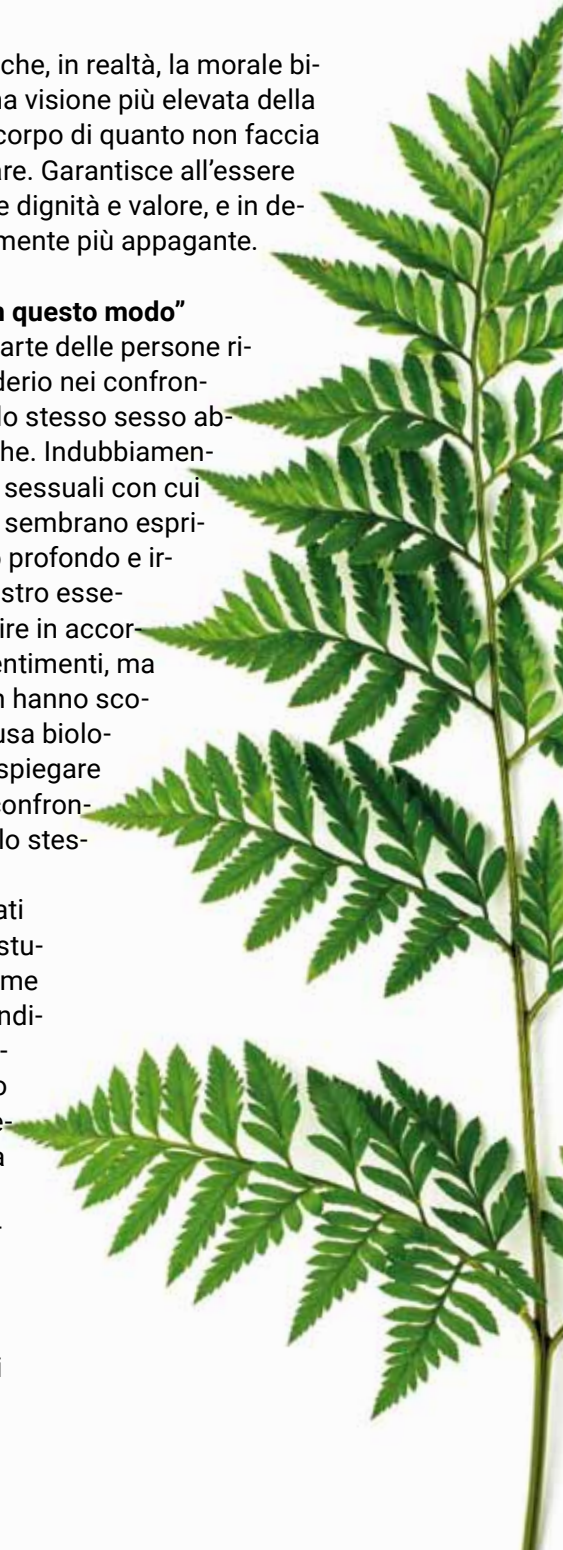 che, in realtà, la morale bi-
na visione più elevata della
corpo di quanto non faccia
are. Garantisce all'essere
e dignità e valore, e in de-
mente più appagante.
n questo modo”
arte delle persone ri-
derio nei confron-
lo stesso sesso ab-
che. Indubbiamen-
sessuali con cui
sembrano espri-
o profondo e ir-
stro esse-
ire in accor-
entimenti, ma
n hanno sco-
usa biolo-
spiegare
confron-
lo stes-
ati
stu-
me
ndi-
-
o
e-
a
.
i